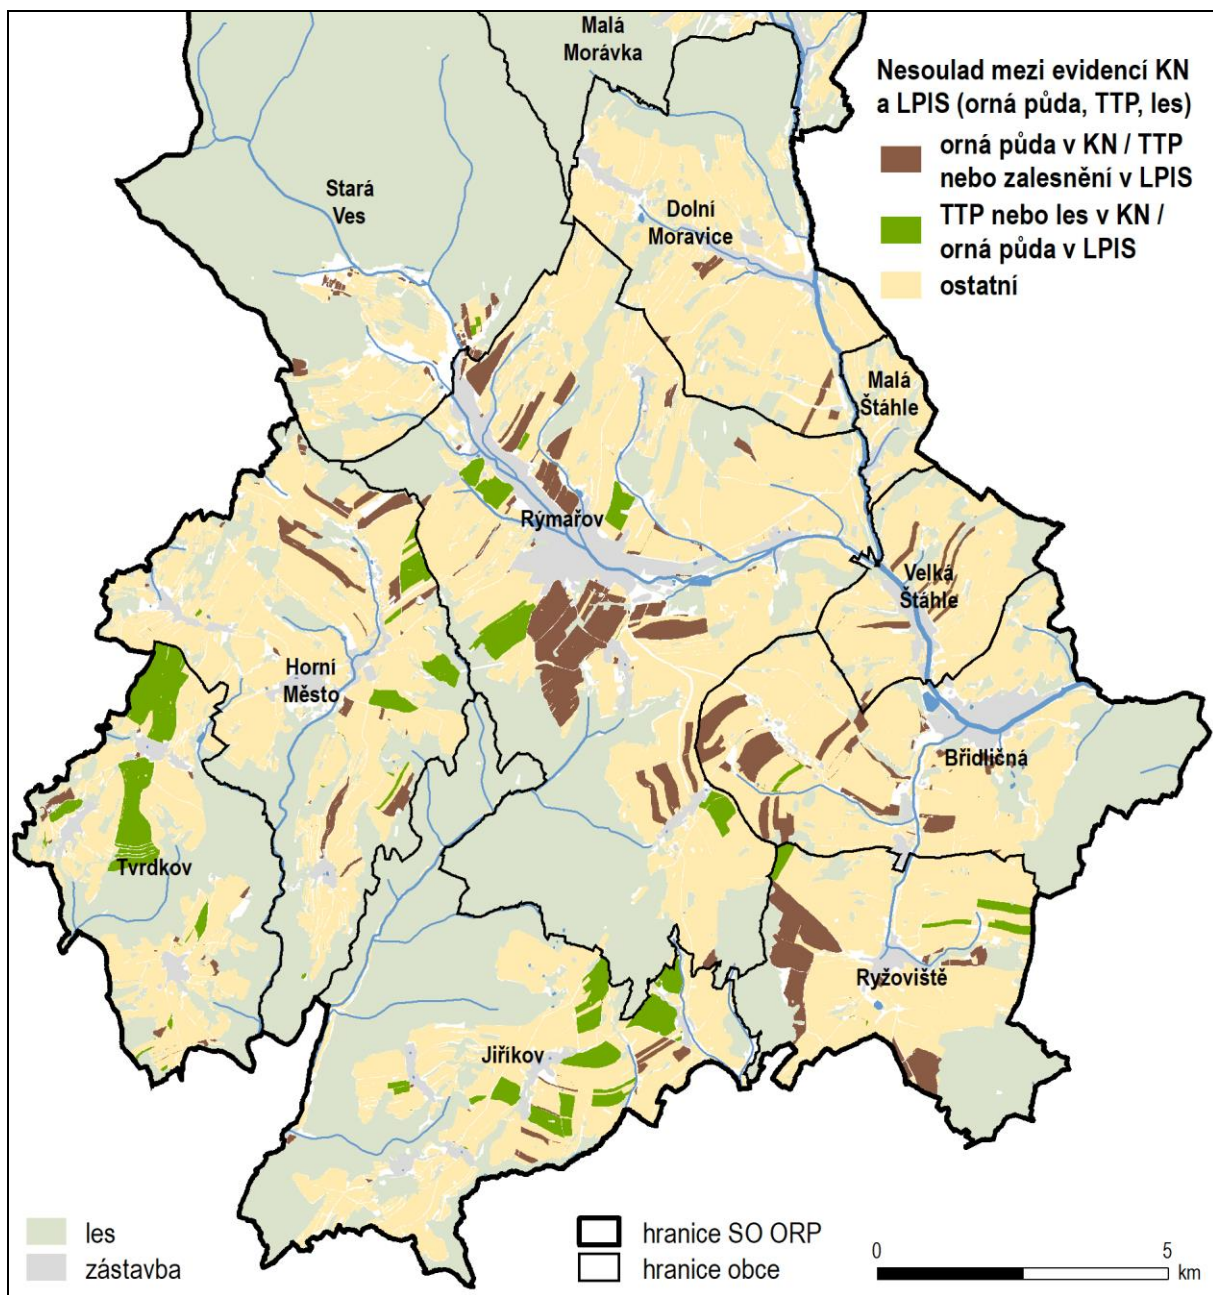 Malá
Morávka
Nesoulad mezi evidencí KN
a LPIS (orná půda, TTP, les)
orná půda v KN / TTP
nebo zalesnění v LPIS
TTP nebo les v KN /
orná půda v LPIS
ostatní
Stará
Ves
Dolní
Moravice
Malá
Štáhle
Rýmařov
Velká
Štáhle
Horní
Město
Břidličná
Tvrdkov
Ryžoviště
Jiříkov
les
zástavba
hranice SO ORP
hranice obce
0 5
km